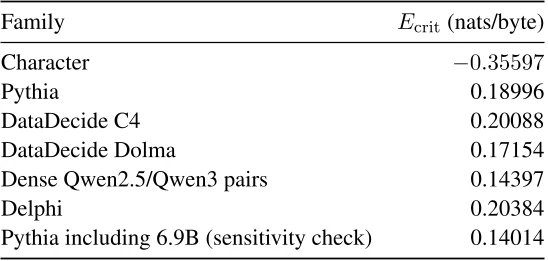 Family E_crit (nats/byte)
Character −0.35597
Pythia 0.18996
DataDecide C4 0.20088
DataDecide Dolma 0.17154
Dense Qwen2.5/Qwen3 pairs 0.14397
Delphi 0.20384
Pythia including 6.9B (sensitivity check) 0.14014